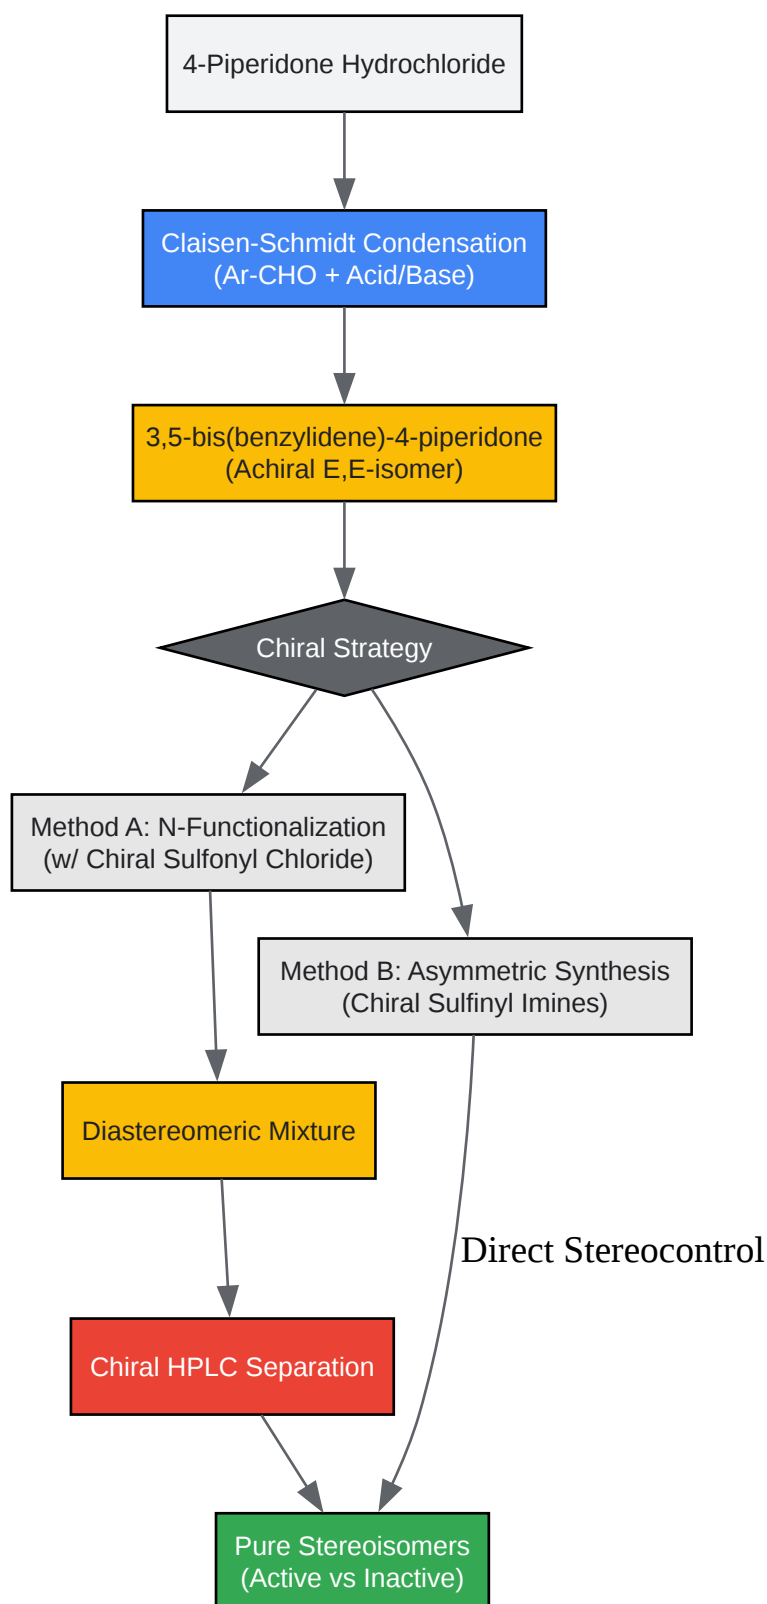 4-Piperidone Hydrochloride
Claisen-Schmidt Condensation
(Ar-CHO + Acid/Base)
3,5-bis(benzylidene)-4-piperidone
(Achiral E,E-isomer)
Chiral Strategy
Method A: N-Functionalization
(w/ Chiral Sulfonyl Chloride)
Method B: Asymmetric Synthesis
(Chiral Sulfinyl Imines)
Diastereomeric Mixture
Direct Stereocontrol
Chiral HPLC Separation
Pure Stereoisomers
(Active vs Inactive)